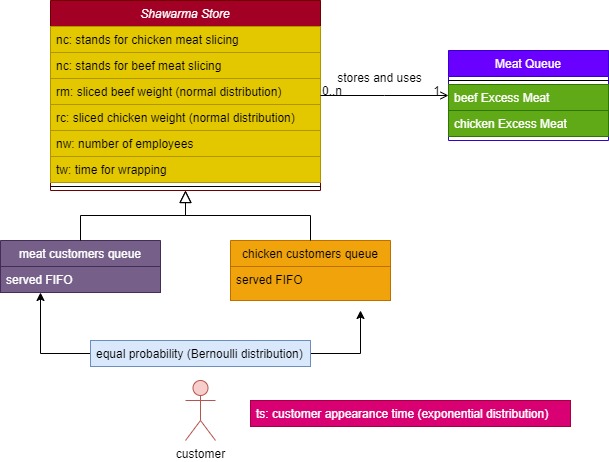 Shawarma Store
nc: stands for chicken meat slicing
nc: stands for beef meat slicing
rm: sliced beef weight (normal distribution)
rc: sliced chicken weight (normal distribution)
nw: number of employees
tw: time for wrapping
stores and uses
0..n
1
Meat Queue
beef Excess Meat
chicken Excess Meat
meat customers queue
served FIFO
chicken customers queue
served FIFO
equal probability (Bernoulli distribution)
ts: customer appearance time (exponential distribution)
customer